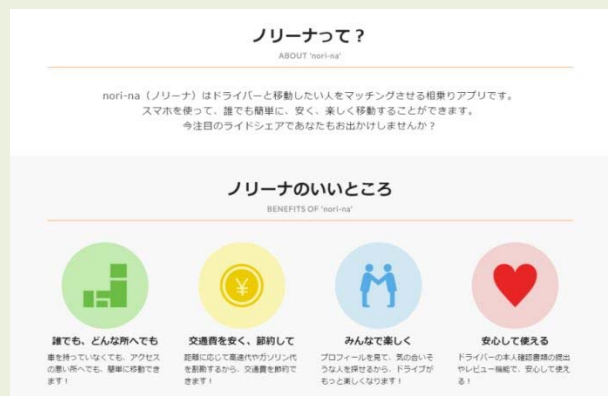 ノリーナって？
ABOUT 'nori-na'
nori-na（ノリーナ）はドライバーと移動したい人をマッチングさせる相乗りアプリです。
スマホを使って、誰でも簡単に、安く、楽しく移動することができます。
今注目のライドシェアであなたもお出かけしませんか？
ノリーナのいいところ
BENEFITS OF 'nori-na'
¥
誰でも、どんな所へでも
車を持っていなくても、アクセス
の悪い所へでも、簡単に移動でき
ます！
交通費を安く、節約して
距離に応じて高速代やガソリン代
を割勘するから、交通費を節約で
きます！
みんなで楽しく
プロフィールを見て、気の合いそ
うな人を探せるから、ドライブが
もっと楽しくなります！
安心して使える
ドライバーの本人確認書類の提出
やレビュー機能で、安心して使え
る！